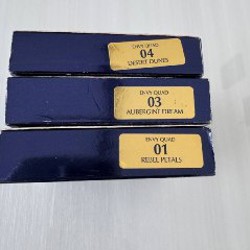 ENVY QUAD
04
DESERT DUNES
ENVY QUAD
03
AUBERGINE DREAM
ENVY QUAD
01
REBEL PETALS